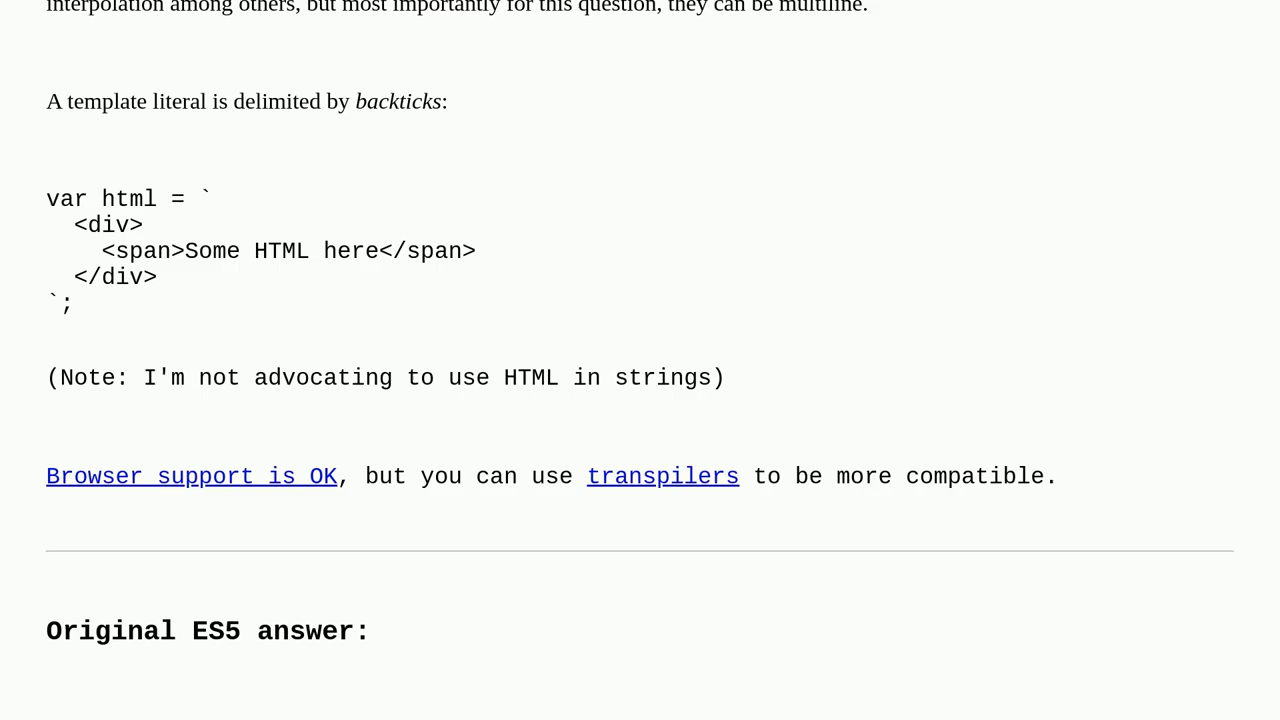 interpolation among others, but most importantly for this question, they can be multiline.
A template literal is delimited by backticks:
var html = `
  <div>
    <span>Some HTML here</span>
  </div>
`;
(Note: I'm not advocating to use HTML in strings)
Browser support is OK, but you can use transpilers to be more compatible.
Original ES5 answer: